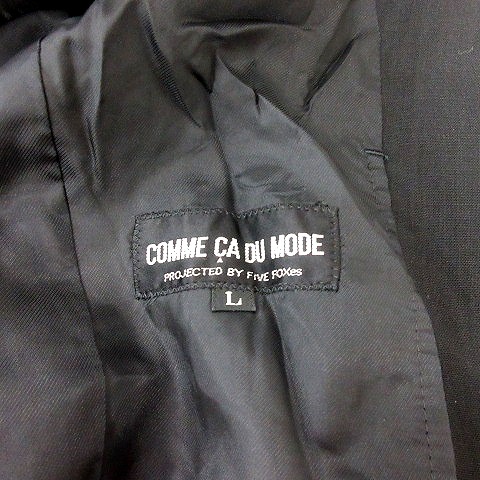 COMME ÇA DU MODE
PROJECTED BY FIVE FOXes
L